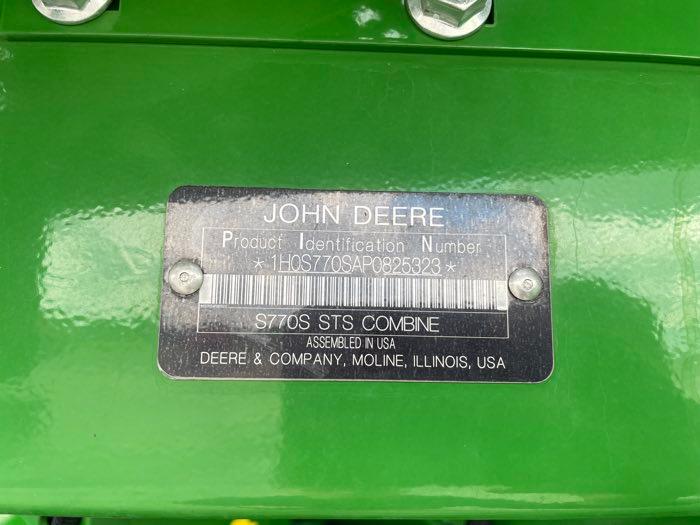 JOHN DEERE
Product Identification Number
*1H0S770SAP0825323*
S770S STS COMBINE
ASSEMBLED IN USA
DEERE & COMPANY, MOLINE, ILLINOIS, USA